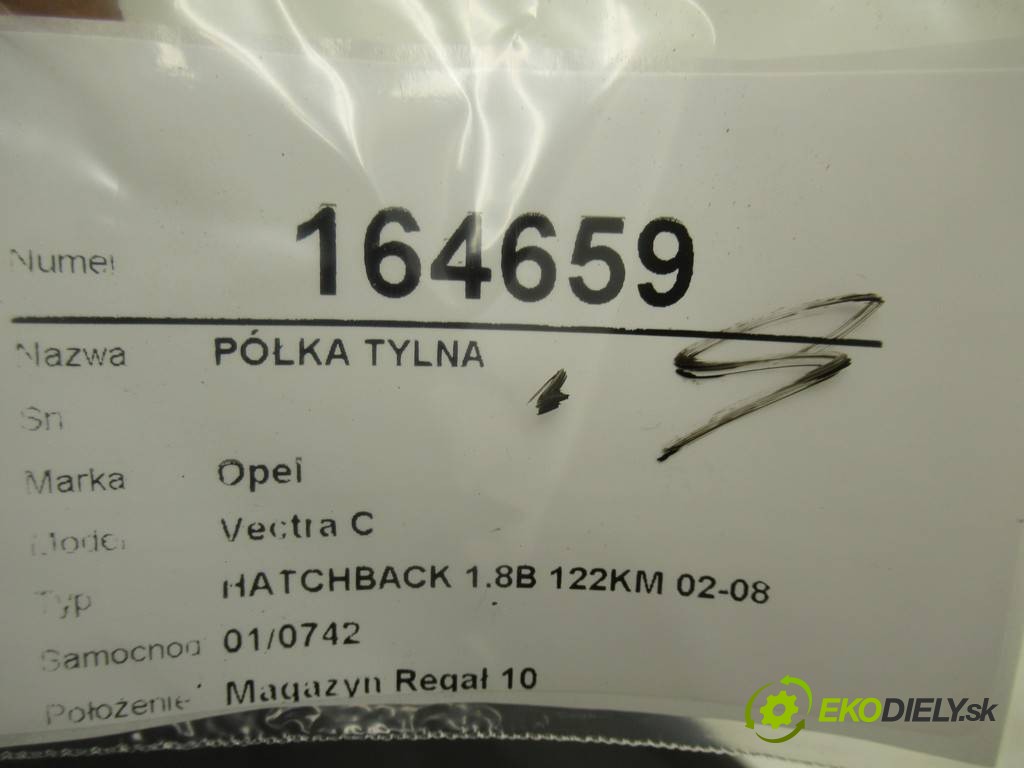 Numer 164659
Nazwa PÓŁKA TYLNA
Sn
Marka Opel
Model Vectra C
Typ HATCHBACK 1.8B 122KM 02-08
Samochod 01/0742
Położenie Magazyn Regał 10
EKODIELY.sk